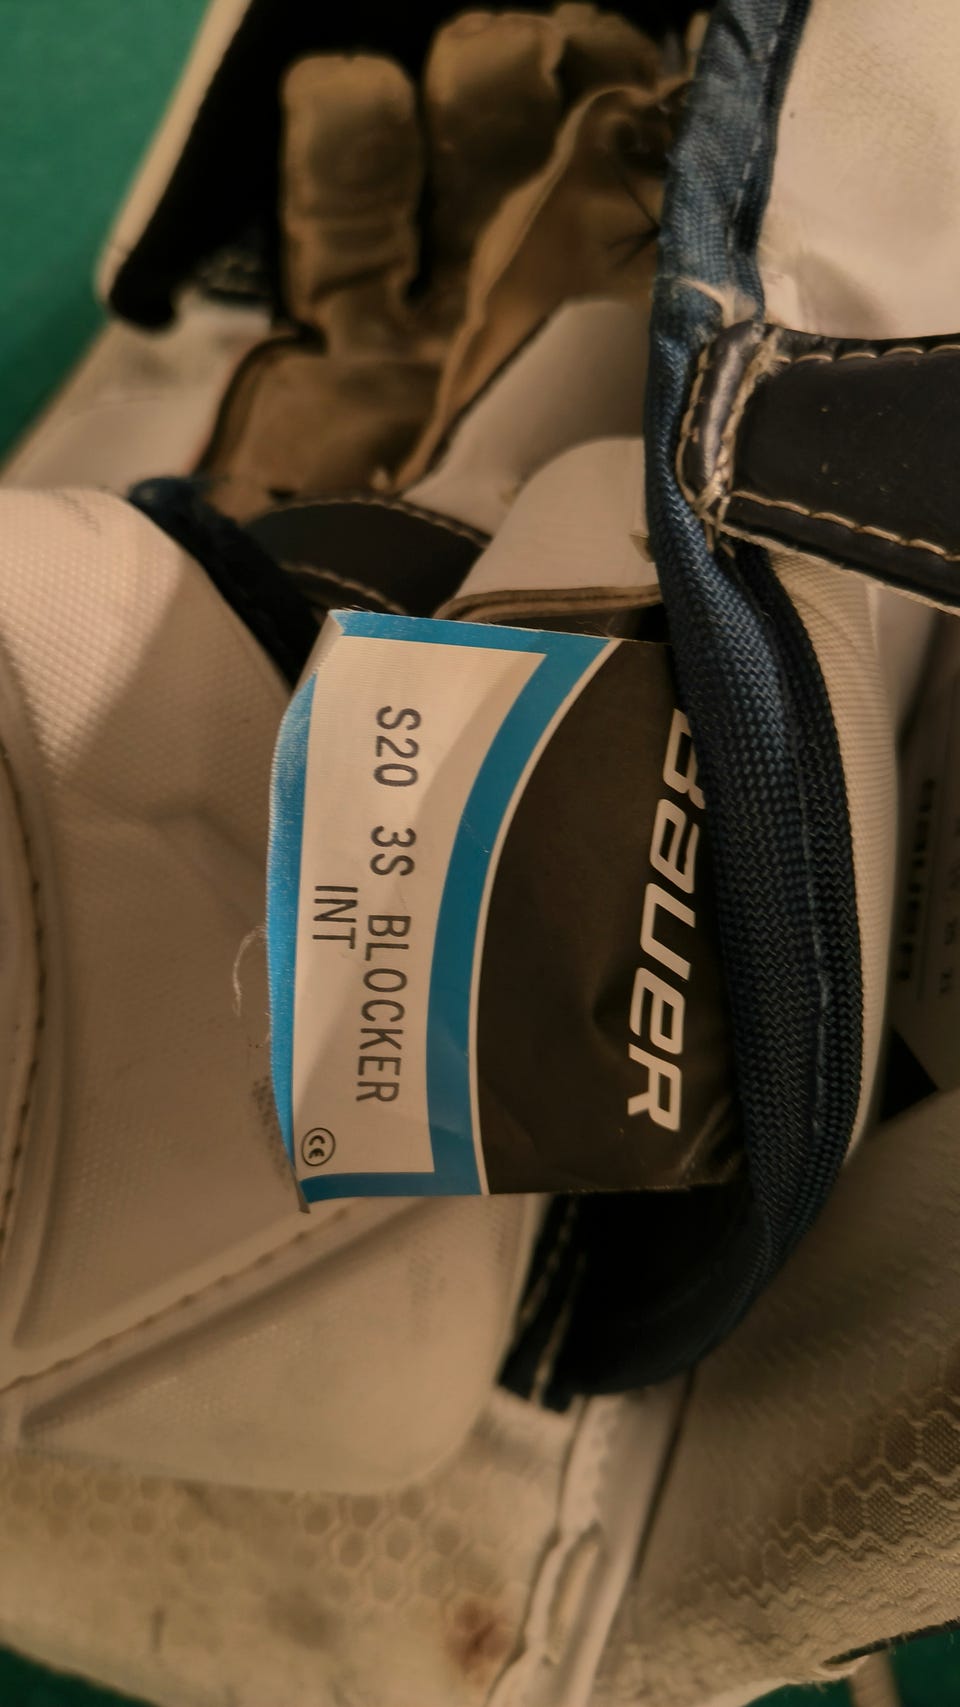 BAUER
S20 3S BLOCKER
INT
CE